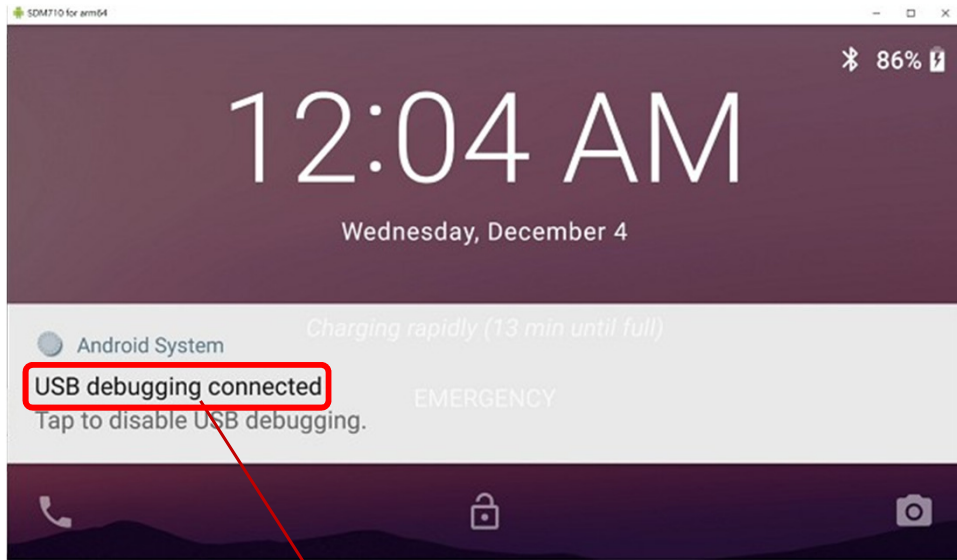 SDM710 for arm64
86%
12:04 AM
Wednesday, December 4
Charging rapidly (13 min until full)
Android System
USB debugging connected
EMERGENCY
Tap to disable USB debugging.